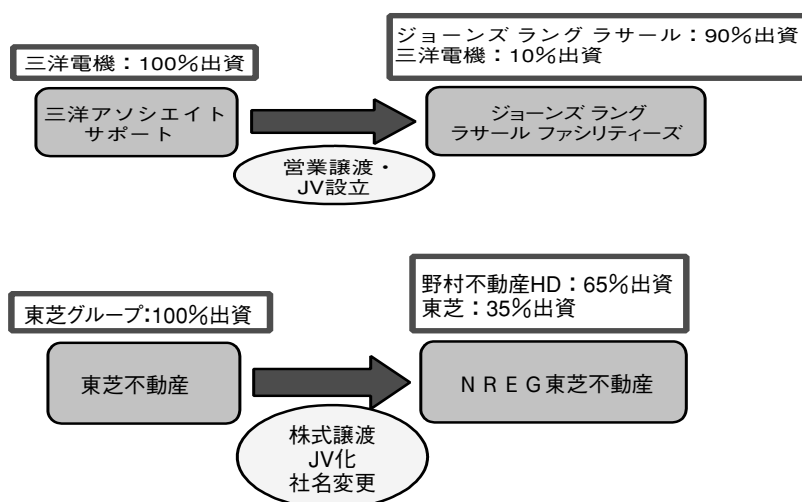 三洋電機：100％出資
三洋アソシエイト
サポート
営業譲渡・
JV設立
ジョーンズ ラング ラサール：90％出資
三洋電機：10％出資
ジョーンズ ラング
ラサール ファシリティーズ
東芝グループ:100％出資
東芝不動産
株式譲渡
JV化
社名変更
野村不動産HD：65％出資
東芝：35％出資
ＮＲＥＧ東芝不動産